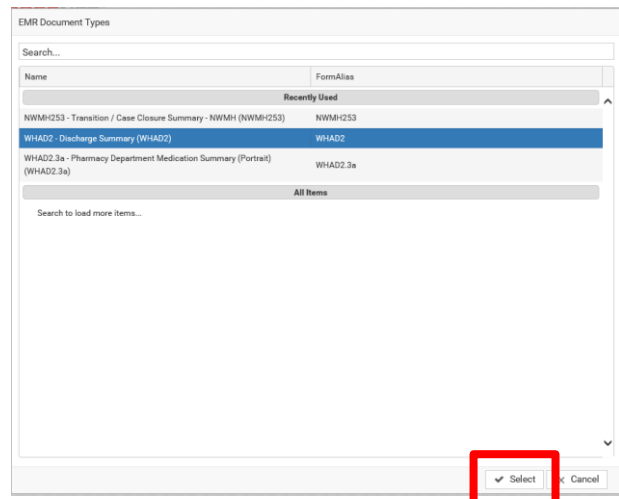 EMR Document Types
Search...
Name FormAlias
Recently Used
NWMH253 - Transition / Case Closure Summary - NWMH (NWMH253) NWMH253
WHAD2 - Discharge Summary (WHAD2) WHAD2
WHAD2.3a - Pharmacy Department Medication Summary (Portrait)
(WHAD2.3a) WHAD2.3a
All Items
Search to load more items...
Select Cancel